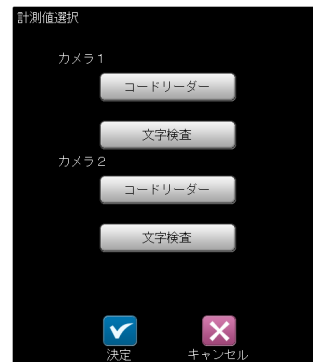 計測値選択
カメラ1
コードリーダー
文字検査
カメラ2
コードリーダー
文字検査
決定
キャンセル